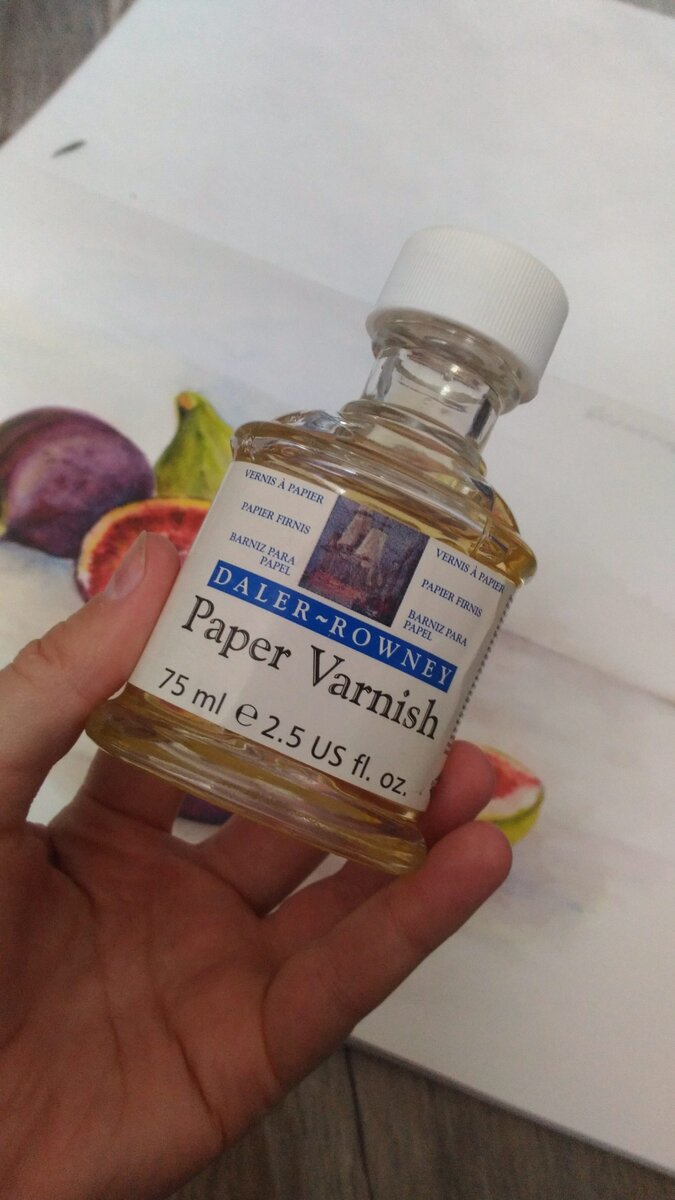 VERNIS À PAPIER
PAPIER FIRNIS
BARNIZ PARA
PAPEL
VERNIS À PAPIER
PAPIER FIRNIS
BARNIZ PARA
PAPEL
DALER~ROWNEY
Paper Varnish
75 ml ℮ 2.5 US fl. oz.